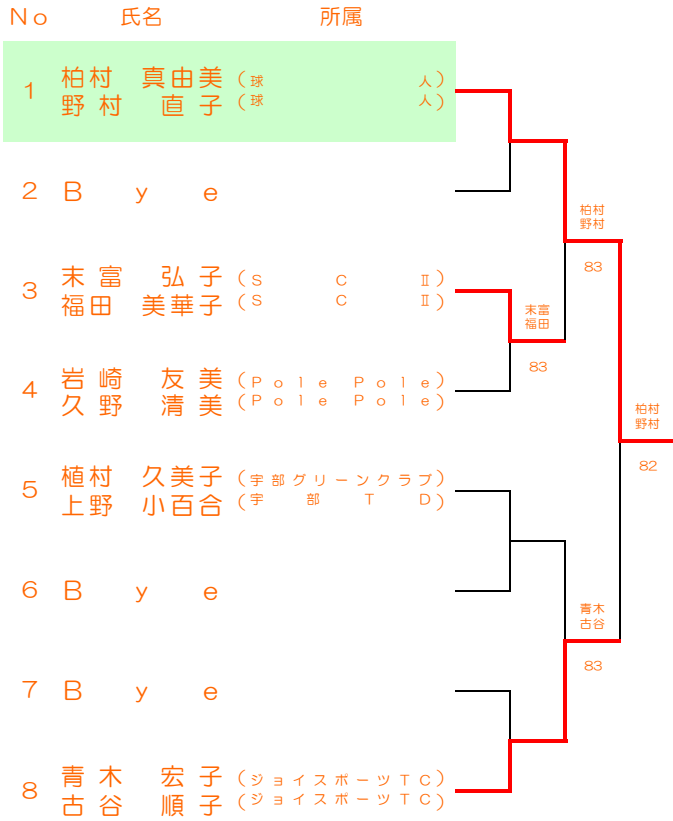 No 氏名 所属
1 柏村 真由美 (球 人)
野村 直子 (球 人)
2 Bye
柏村
野村
83
3 末富 弘子 (SC Ⅱ)
福田 美華子 (SC Ⅱ)
末富
福田
83
4 岩崎 友美 (Pole Pole)
久野 清美 (Pole Pole)
柏村
野村
82
5 植村 久美子 (宇部グリーンクラブ)
上野 小百合 (宇部TD)
6 Bye
青木
古谷
83
7 Bye
8 青木 宏子 (ジョイスポーツTC)
古谷 順子 (ジョイスポーツTC)